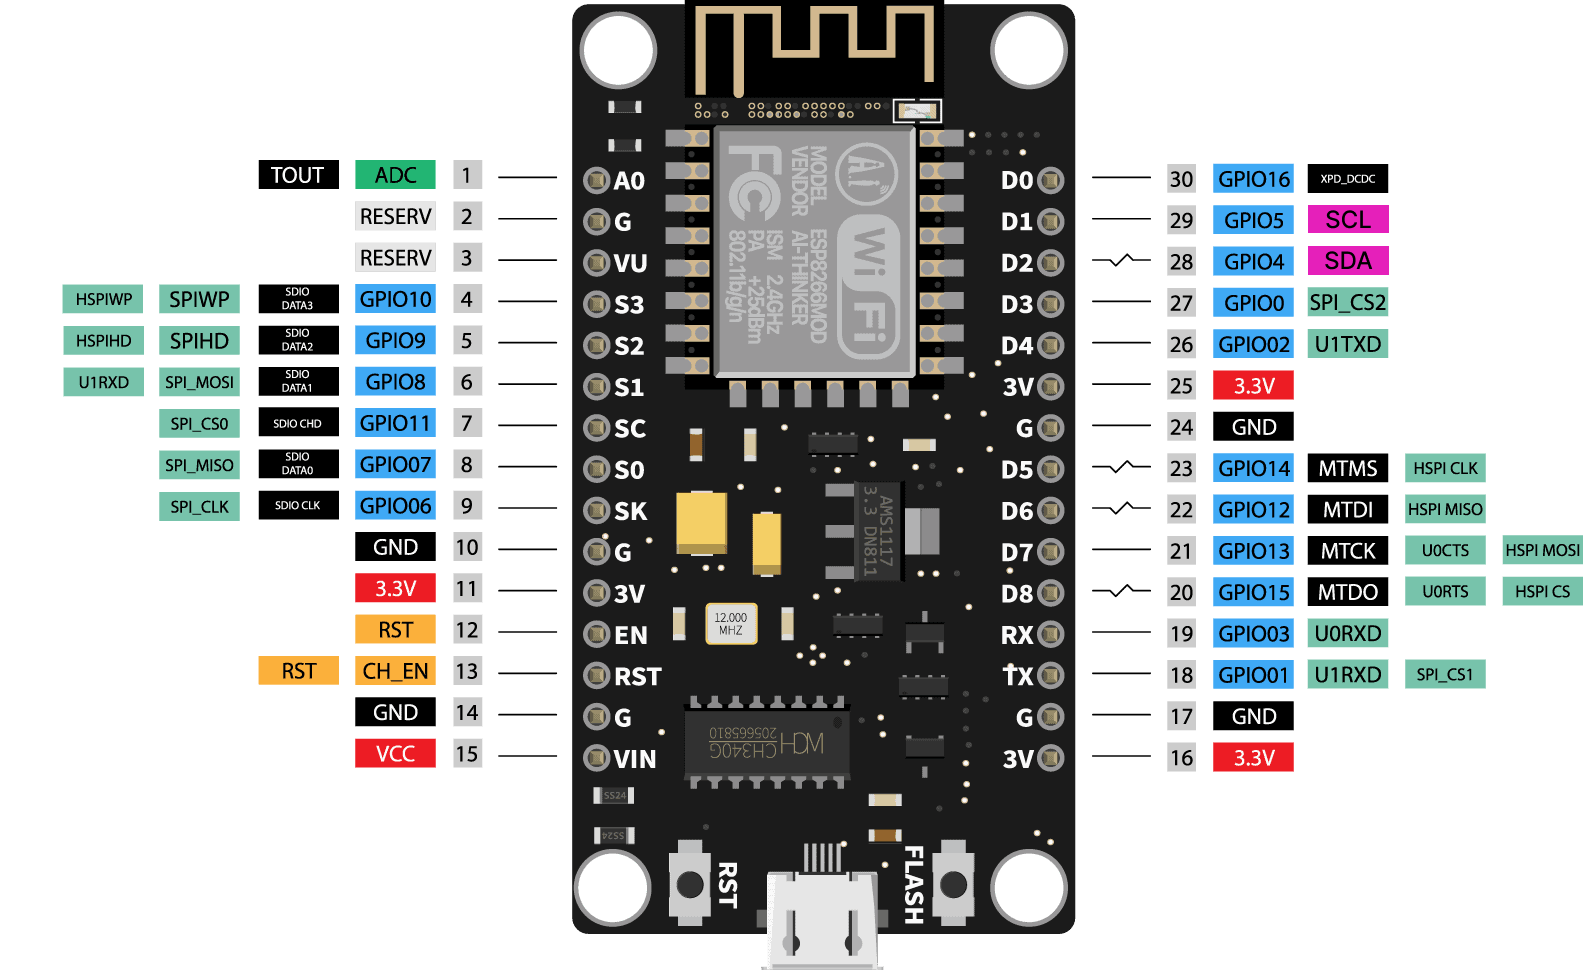 TOUT ADC 1 A0
RESERV 2 G
RESERV 3 VU
HSPIWP SPIWP SDIO DATA3 GPIO10 4 S3
HSPIHD SPIHD SDIO DATA2 GPIO9 5 S2
U1RXD SPI_MOSI SDIO DATA1 GPIO8 6 S1
SPI_CS0 SDIO CHD GPIO11 7 SC
SPI_MISO SDIO DATA0 GPIO07 8 S0
SPI_CLK SDIO CLK GPIO06 9 SK
GND 10 G
3.3V 11 3V
RST 12 EN
RST CH_EN 13 RST
GND 14 G
VCC 15 VIN
MODEL ESP8266MOD
VENDOR AI-THINKER
ISM 2.4GHz
PA +25dBm
802.11b/g/n
FC
Ai
WiFi
AMS1117
3.3 DN811
12.000
MHZ
WCH
CH340G
205665810
SS24
SS24
RST
FLASH
D0 30 GPIO16 XPD_DCDC
D1 29 GPIO5 SCL
D2 28 GPIO4 SDA
D3 27 GPIO0 SPI_CS2
D4 26 GPIO02 U1TXD
3V 25 3.3V
G 24 GND
D5 23 GPIO14 MTMS HSPI CLK
D6 22 GPIO12 MTDI HSPI MISO
D7 21 GPIO13 MTCK U0CTS HSPI MOSI
D8 20 GPIO15 MTDO U0RTS HSPI CS
RX 19 GPIO03 U0RXD
TX 18 GPIO01 U1RXD SPI_CS1
G 17 GND
3V 16 3.3V